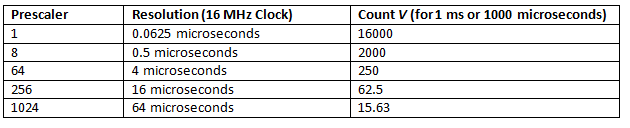 Prescaler Resolution (16 MHz Clock) Count V (for 1 ms or 1000 microseconds)
1 0.0625 microseconds 16000
8 0.5 microseconds 2000
64 4 microseconds 250
256 16 microseconds 62.5
1024 64 microseconds 15.63